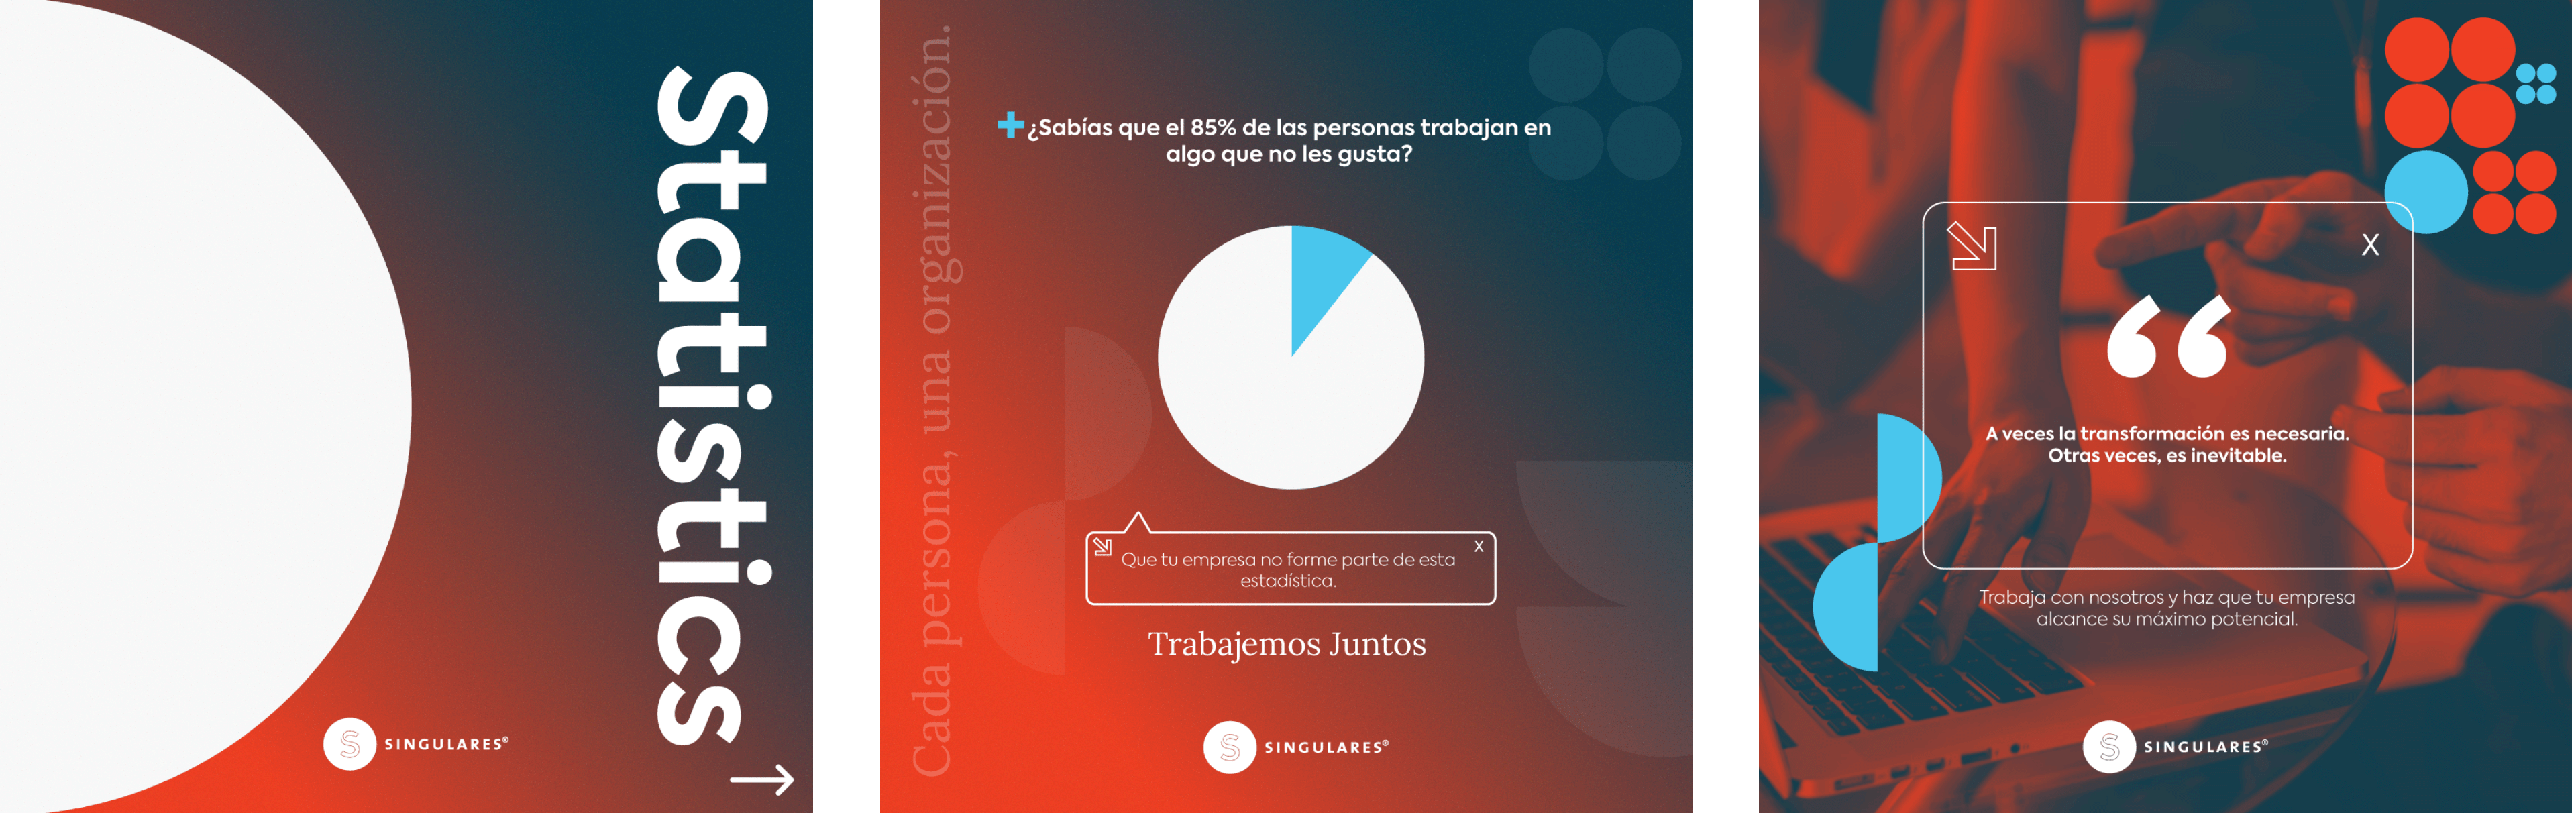 Statistics
S SINGULARES®
Cada persona, una organización.
+ ¿Sabías que el 85% de las personas trabajan en
algo que no les gusta?
X
Que tu empresa no forme parte de esta
estadística.
Trabajemos Juntos
S SINGULARES®
X
“
A veces la transformación es necesaria.
Otras veces, es inevitable.
Trabaja con nosotros y haz que tu empresa
alcance su máximo potencial.
S SINGULARES®